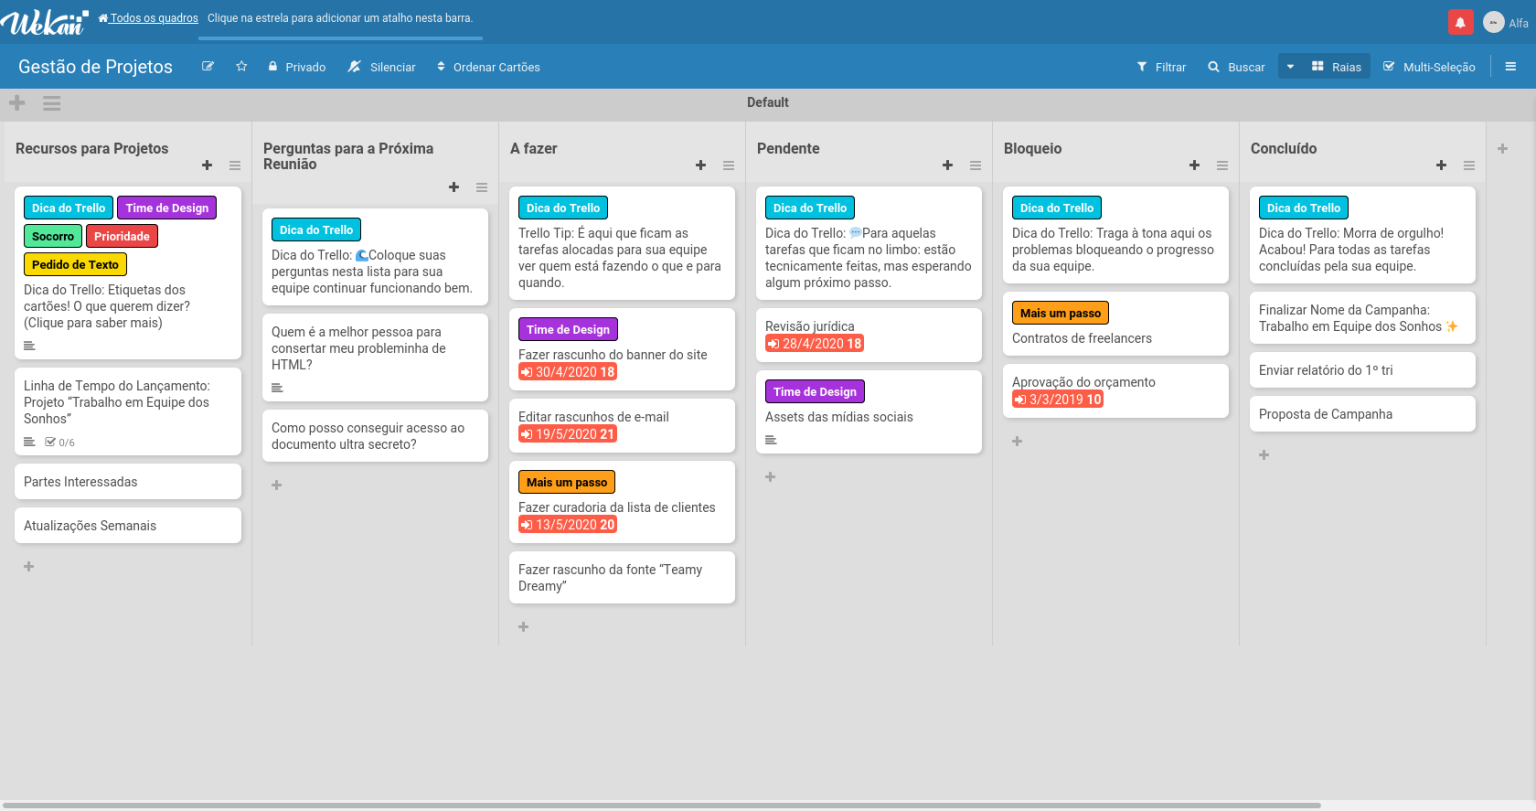 Wekan
Todos os quadros
Clique na estrela para adicionar um atalho nesta barra.
Alfa
Gestão de Projetos
Privado
Silenciar
Ordenar Cartões
Filtrar
Buscar
Raias
Multi-Seleção
Default
Recursos para Projetos
Dica do Trello
Time de Design
Socorro
Prioridade
Pedido de Texto
Dica do Trello: Etiquetas dos
cartões! O que querem dizer?
(Clique para saber mais)
Linha de Tempo do Lançamento:
Projeto “Trabalho em Equipe dos
Sonhos”
0/6
Partes Interessadas
Atualizações Semanais
Perguntas para a Próxima
Reunião
Dica do Trello
Dica do Trello: 🌊Coloque suas
perguntas nesta lista para sua
equipe continuar funcionando bem.
Quem é a melhor pessoa para
consertar meu probleminha de
HTML?
Como posso conseguir acesso ao
documento ultra secreto?
A fazer
Dica do Trello
Trello Tip: É aqui que ficam as
tarefas alocadas para sua equipe
ver quem está fazendo o que e para
quando.
Time de Design
Fazer rascunho do banner do site
30/4/2020 18
Editar rascunhos de e-mail
19/5/2020 21
Mais um passo
Fazer curadoria da lista de clientes
13/5/2020 20
Fazer rascunho da fonte “Teamy
Dreamy”
Pendente
Dica do Trello
Dica do Trello: 💬Para aquelas
tarefas que ficam no limbo: estão
tecnicamente feitas, mas esperando
algum próximo passo.
Revisão jurídica
28/4/2020 18
Time de Design
Assets das mídias sociais
Bloqueio
Dica do Trello
Dica do Trello: Traga à tona aqui os
problemas bloqueando o progresso
da sua equipe.
Mais um passo
Contratos de freelancers
Aprovação do orçamento
3/3/2019 10
Concluído
Dica do Trello
Dica do Trello: Morra de orgulho!
Acabou! Para todas as tarefas
concluídas pela sua equipe.
Finalizar Nome da Campanha:
Trabalho em Equipe dos Sonhos ✨
Enviar relatório do 1º tri
Proposta de Campanha